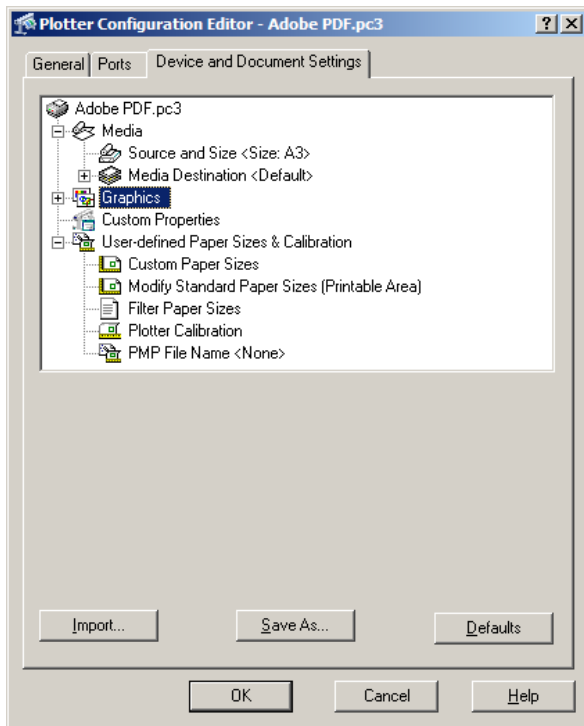 Plotter Configuration Editor - Adobe PDF.pc3
General Ports Device and Document Settings
Adobe PDF.pc3
Media
Source and Size <Size: A3>
Media Destination <Default>
Graphics
Custom Properties
User-defined Paper Sizes & Calibration
Custom Paper Sizes
Modify Standard Paper Sizes (Printable Area)
Filter Paper Sizes
Plotter Calibration
PMP File Name <None>
Import... Save As... Defaults
OK Cancel Help